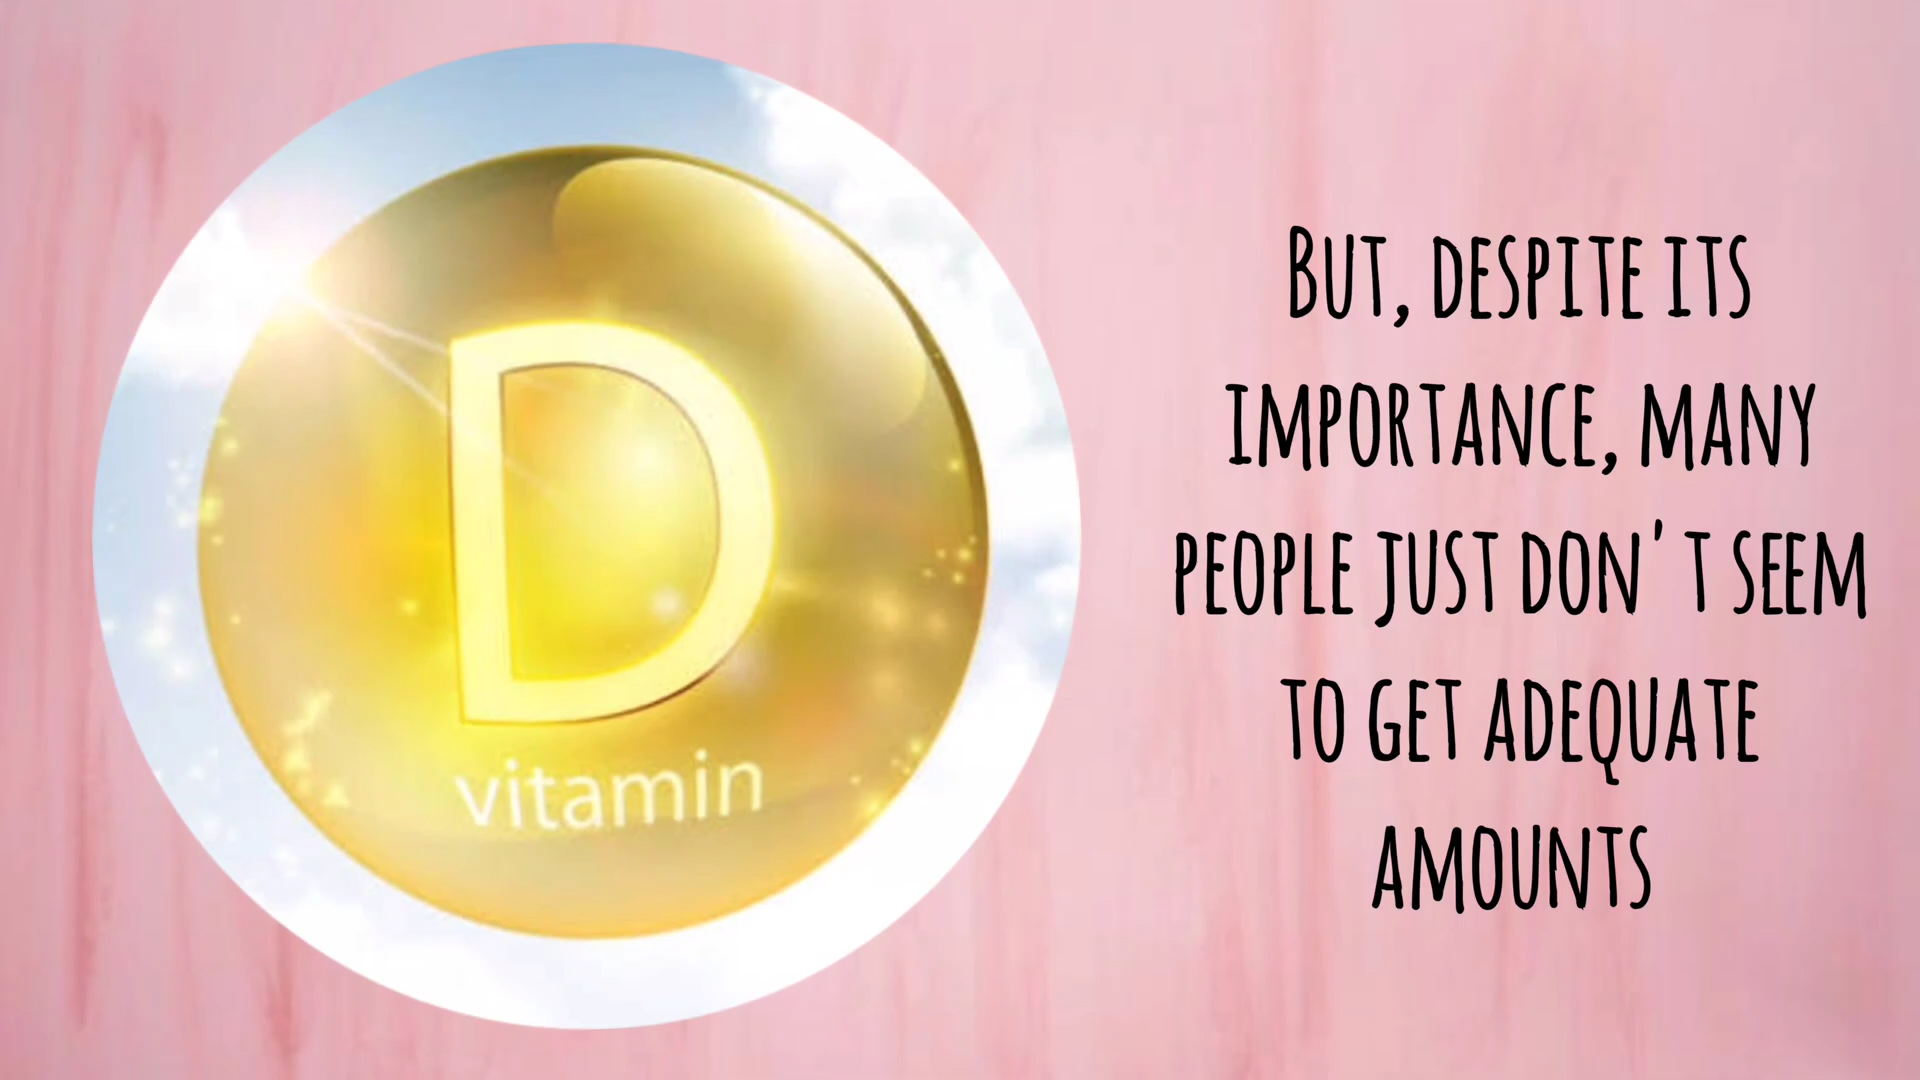 D
vitamin
But, despite its
importance, many
people just don't seem
to get adequate
amounts